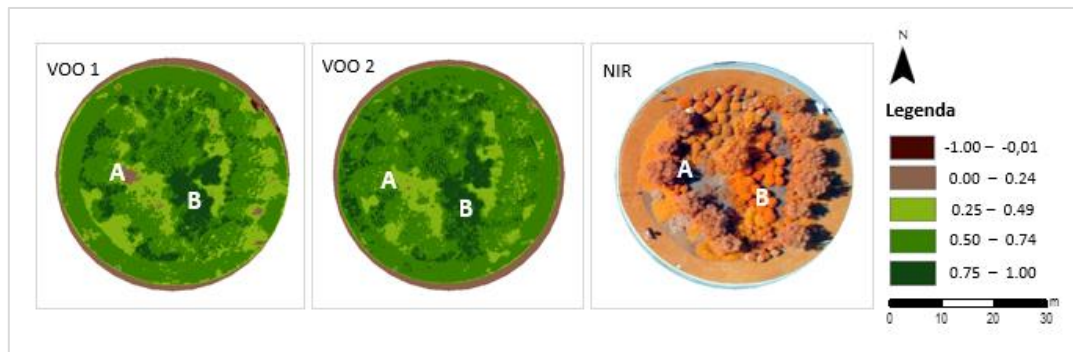 VOO 1
A
B
VOO 2
A
B
NIR
A
B
N
Legenda
-1.00 – -0,01
0.00 – 0.24
0.25 – 0.49
0.50 – 0.74
0.75 – 1.00
m
0 10 20 30